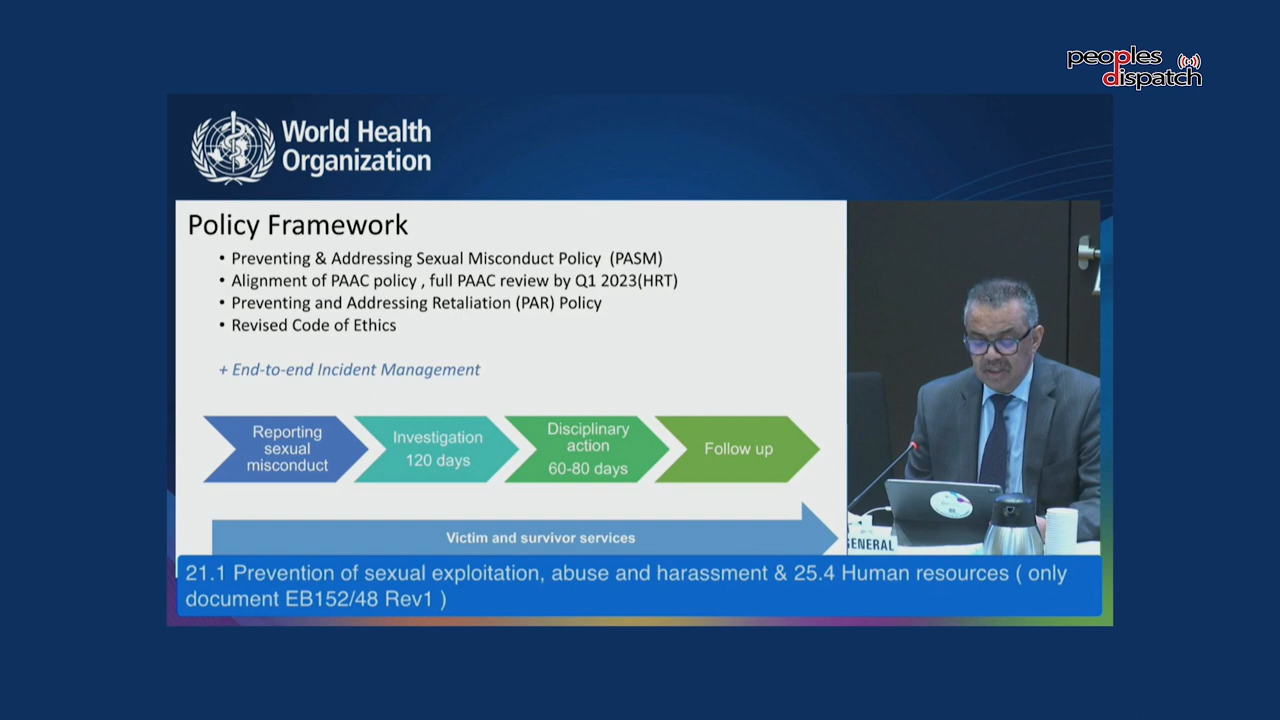 peoples
dispatch
World Health
Organization
Policy Framework
• Preventing & Addressing Sexual Misconduct Policy (PASM)
• Alignment of PAAC policy , full PAAC review by Q1 2023(HRT)
• Preventing and Addressing Retaliation (PAR) Policy
• Revised Code of Ethics
+ End-to-end Incident Management
Reporting
sexual
misconduct
Investigation
120 days
Disciplinary
action
60-80 days
Follow up
Victim and survivor services
GENERAL
21.1 Prevention of sexual exploitation, abuse and harassment & 25.4 Human resources ( only
document EB152/48 Rev1 )